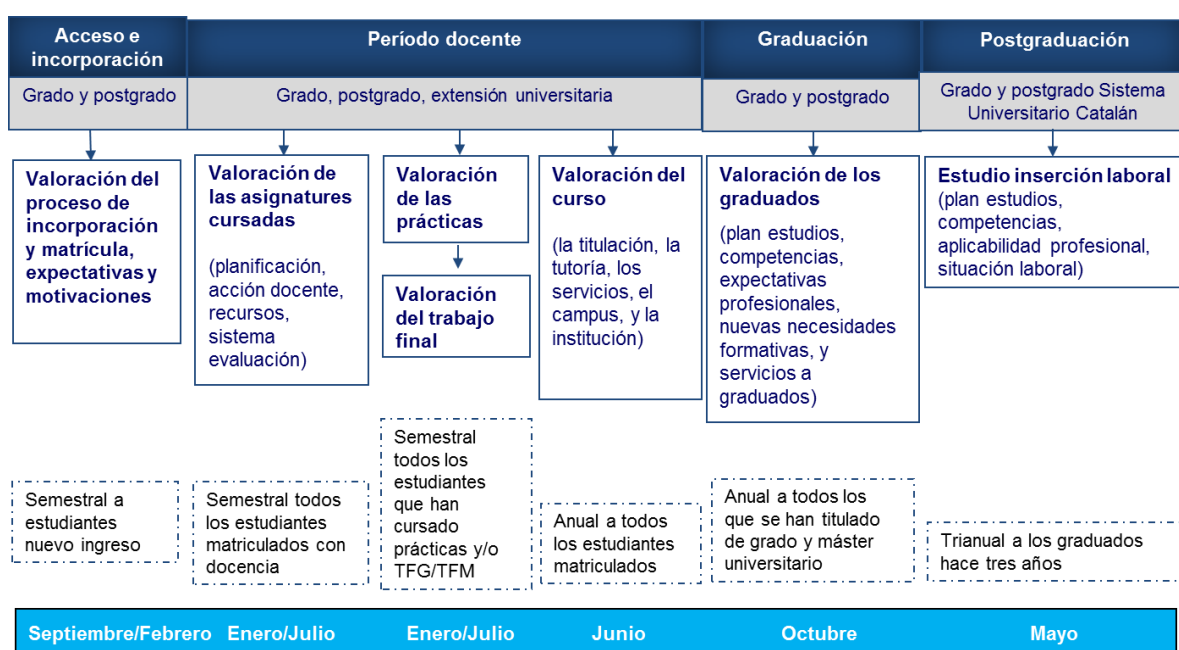 Acceso e
incorporación
Período docente
Graduación
Postgraduación
Grado y postgrado
Grado, postgrado, extensión universitaria
Grado y postgrado
Grado y postgrado Sistema
Universitario Catalán
Valoración del
proceso de
incorporación
y matrícula,
expectativas y
motivaciones
Valoración de
las asignatures
cursadas
(planificación,
acción docente,
recursos,
sistema
evaluación)
Valoración
de las
prácticas
Valoración
del trabajo
final
Valoración del
curso
(la titulación, la
tutoría, los
servicios, el
campus, y la
institución)
Valoración de los
graduados
(plan estudios,
competencias,
expectativas
profesionales,
nuevas necesidades
formativas, y
servicios a
graduados)
Estudio inserción laboral
(plan estudios,
competencias,
aplicabilidad profesional,
situación laboral)
Semestral a
estudiantes
nuevo ingreso
Semestral todos
los estudiantes
matriculados con
docencia
Semestral
todos los
estudiantes
que han
cursado
prácticas y/o
TFG/TFM
Anual a todos
los estudiantes
matriculados
Anual a todos los
que se han titulado
de grado y máster
universitario
Trianual a los graduados
hace tres años
Septiembre/Febrero
Enero/Julio
Enero/Julio
Junio
Octubre
Mayo